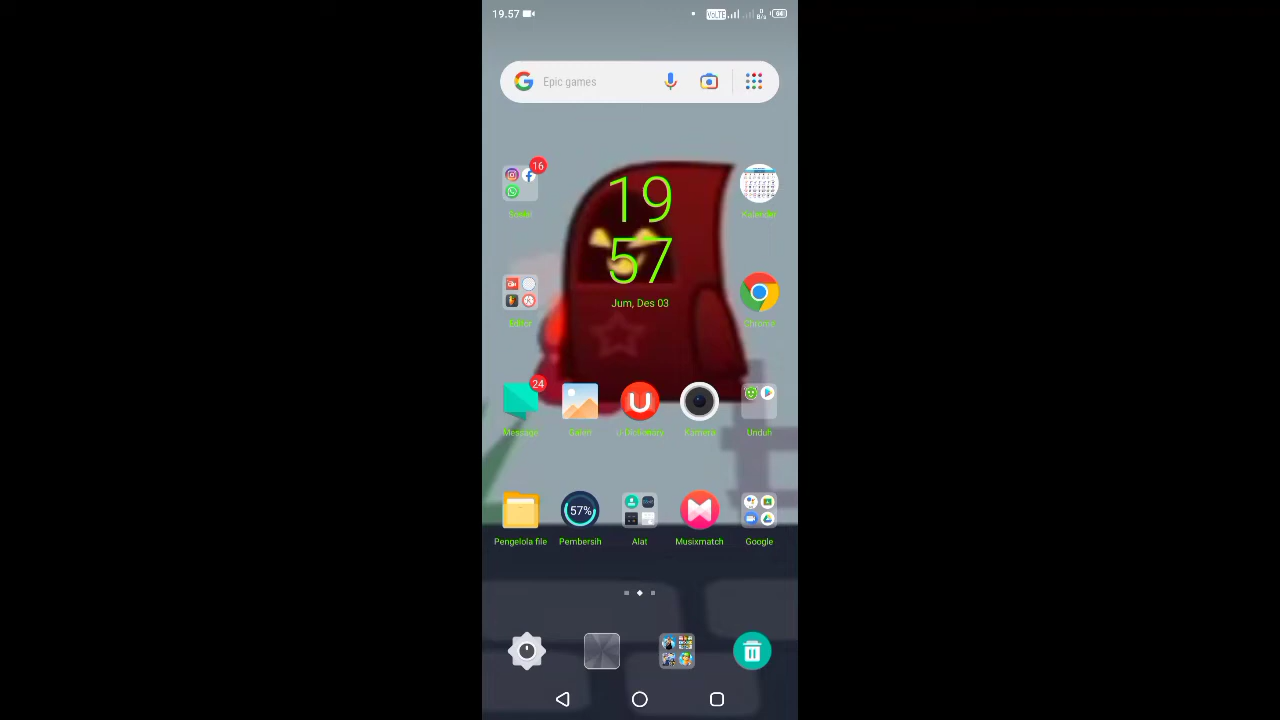 19.57
VoLTE
Epic games
16
19
57
Jum, Des 03
Sosial
Kalender
Editor
Chrome
24
Message
Galeri
U-Dictionary
Kamera
Unduh
57%
Pengelola file
Pembersih
Alat
Musixmatch
Google